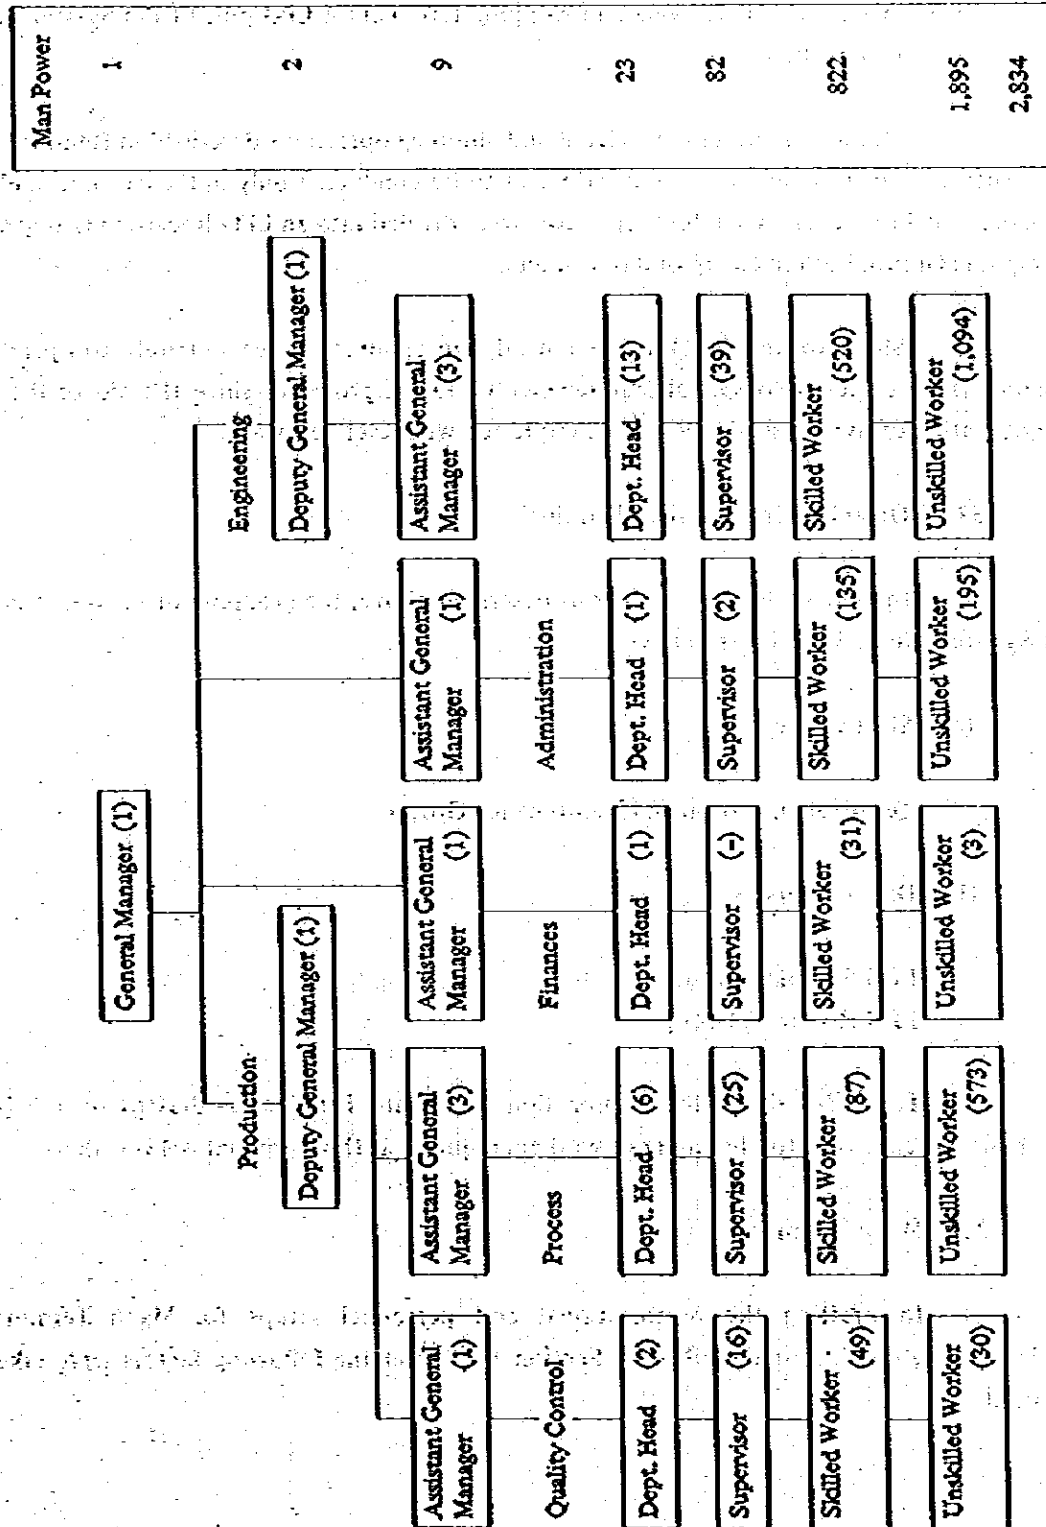 General Manager (1)
Production
Deputy General Manager (1)
Engineering
Deputy General Manager (1)
Assistant General
Manager (1)
Quality Control
Dept. Head (2)
Supervisor (16)
Skilled Worker
(49)
Unskilled Worker
(30)
Assistant General
Manager (3)
Process
Dept. Head (6)
Supervisor (25)
Skilled Worker
(87)
Unskilled Worker
(573)
Assistant General
Manager (1)
Finances
Dept. Head (1)
Supervisor (-)
Skilled Worker
(31)
Unskilled Worker
(3)
Assistant General
Manager (1)
Administration
Dept. Head (1)
Supervisor (2)
Skilled Worker
(135)
Unskilled Worker
(195)
Assistant General
Manager (3)
Dept. Head (13)
Supervisor (39)
Skilled Worker
(520)
Unskilled Worker
(1,094)
Man Power
1
2
9
23
82
822
1,895
2,834